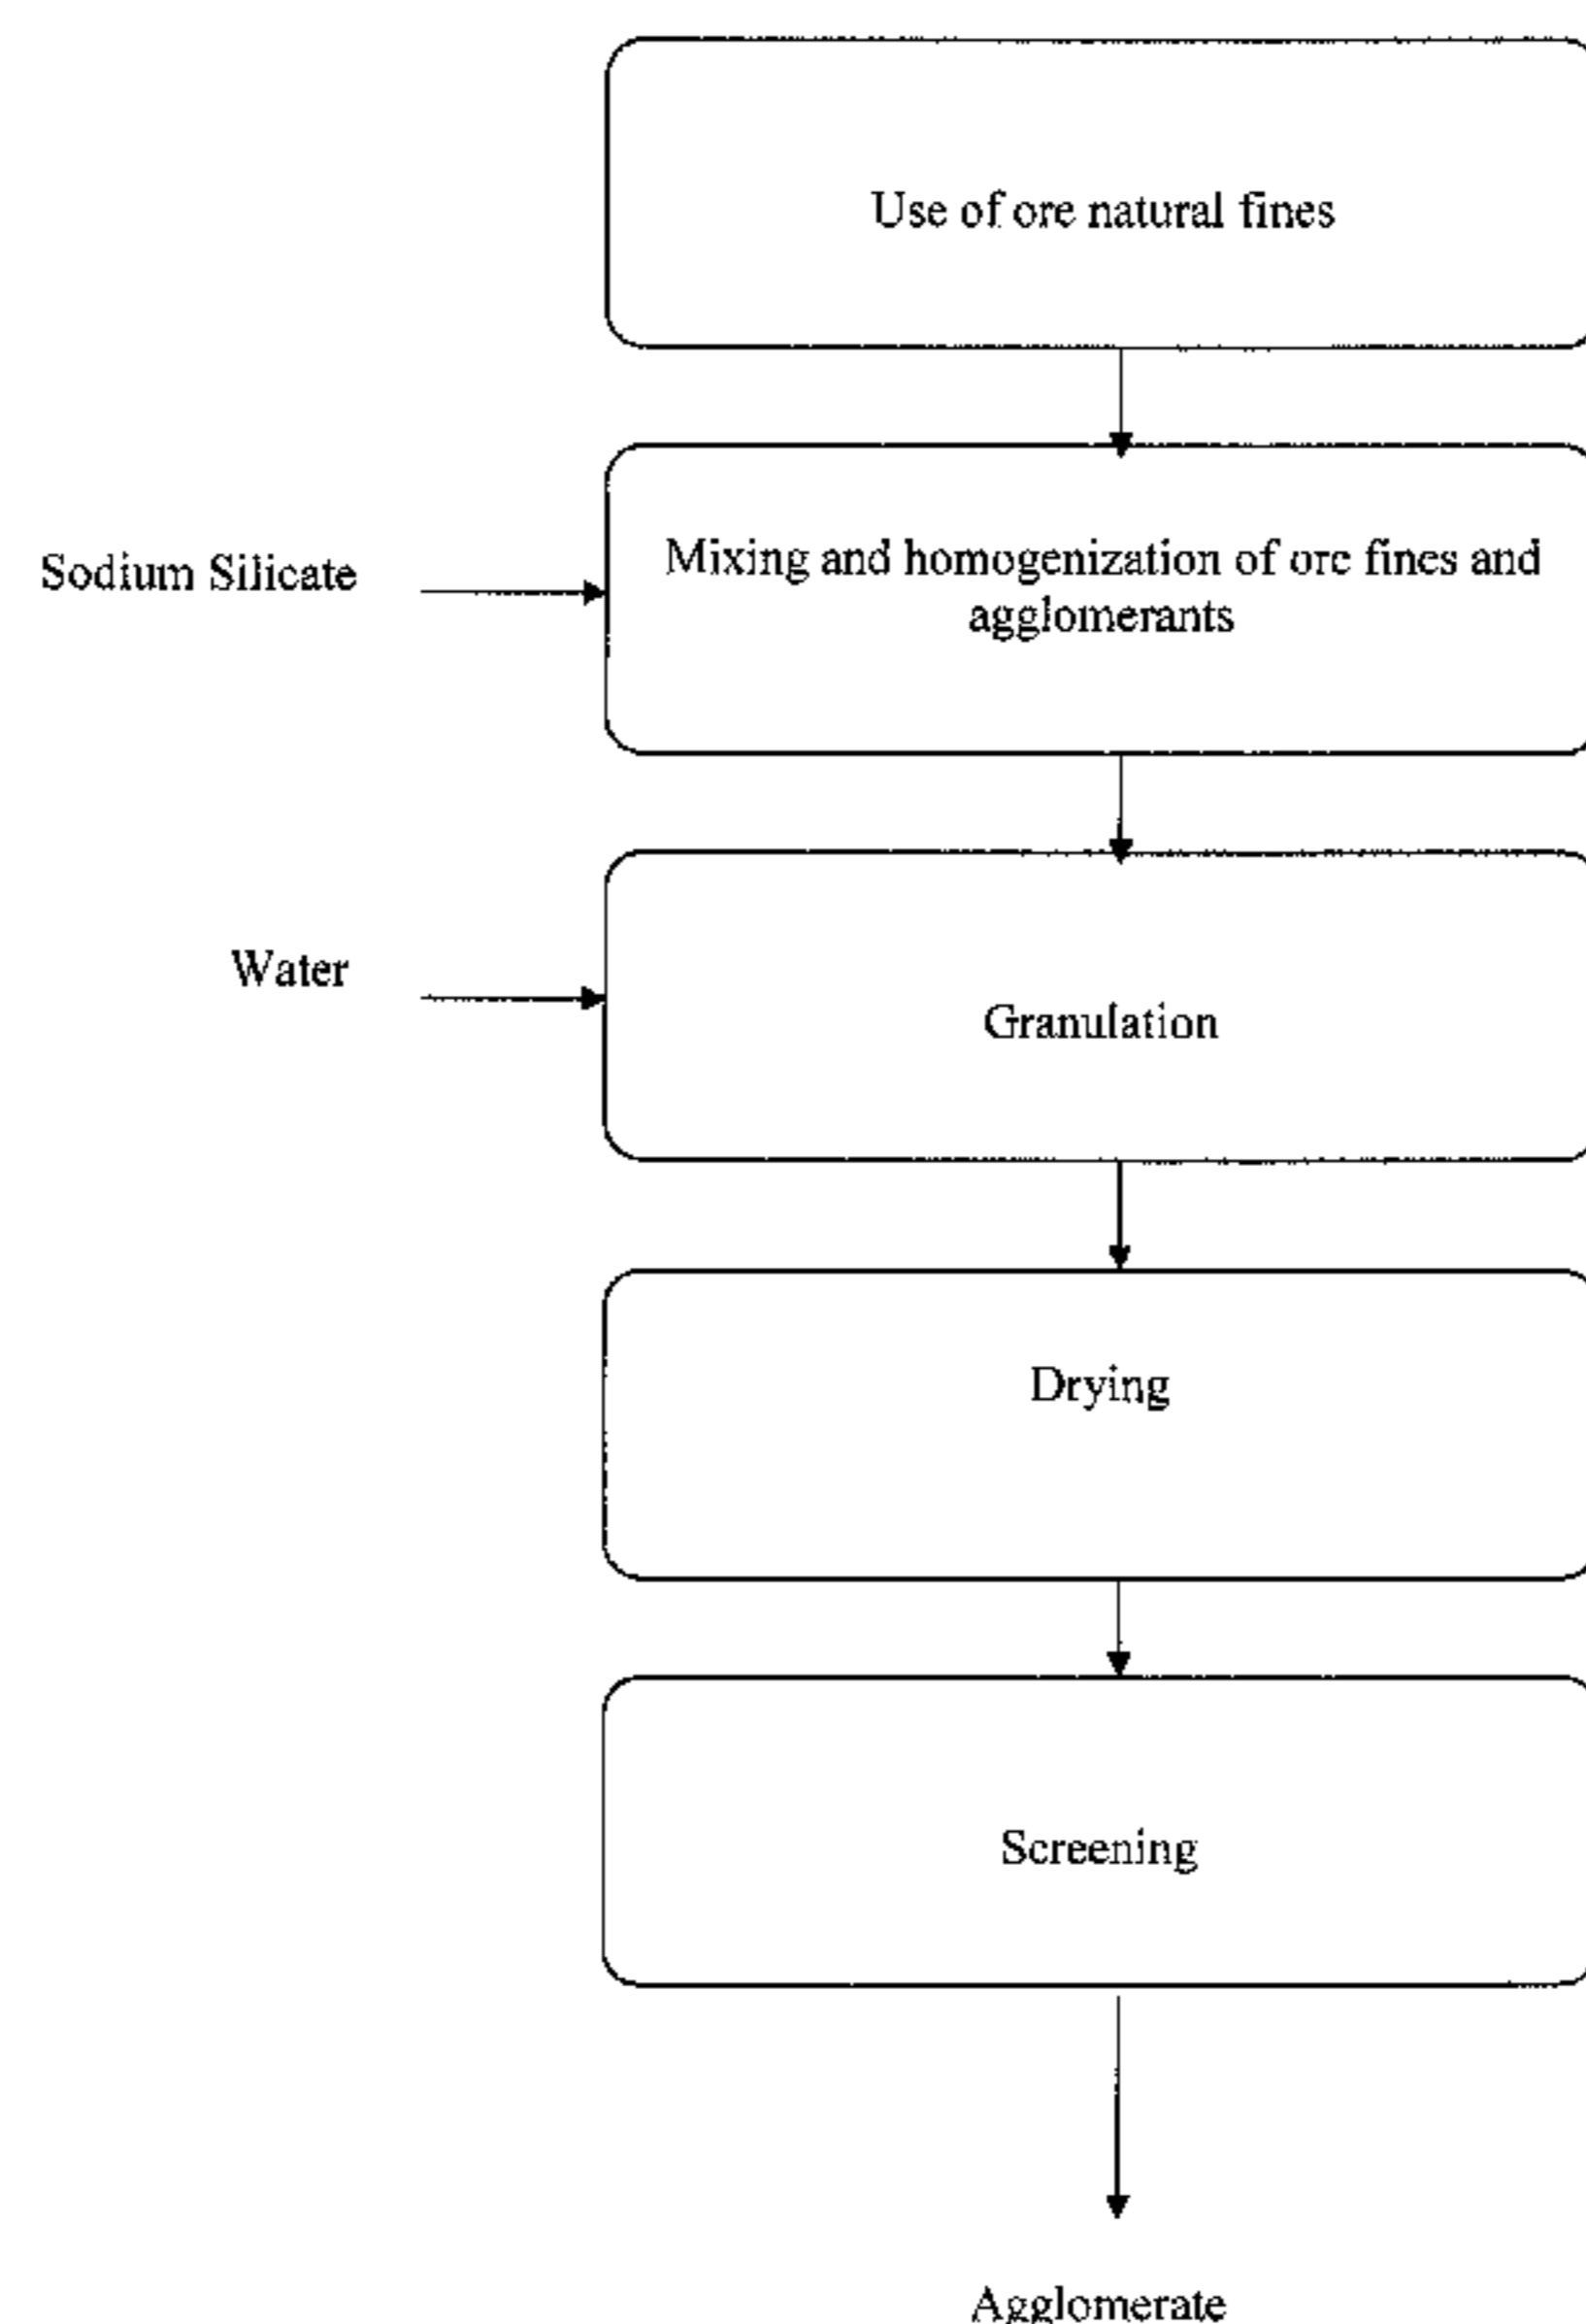 Use of ore natural fines
Sodium Silicate
Mixing and homogenization of ore fines and
agglomerants
Water
Granulation
Drying
Screening
Agglomerate